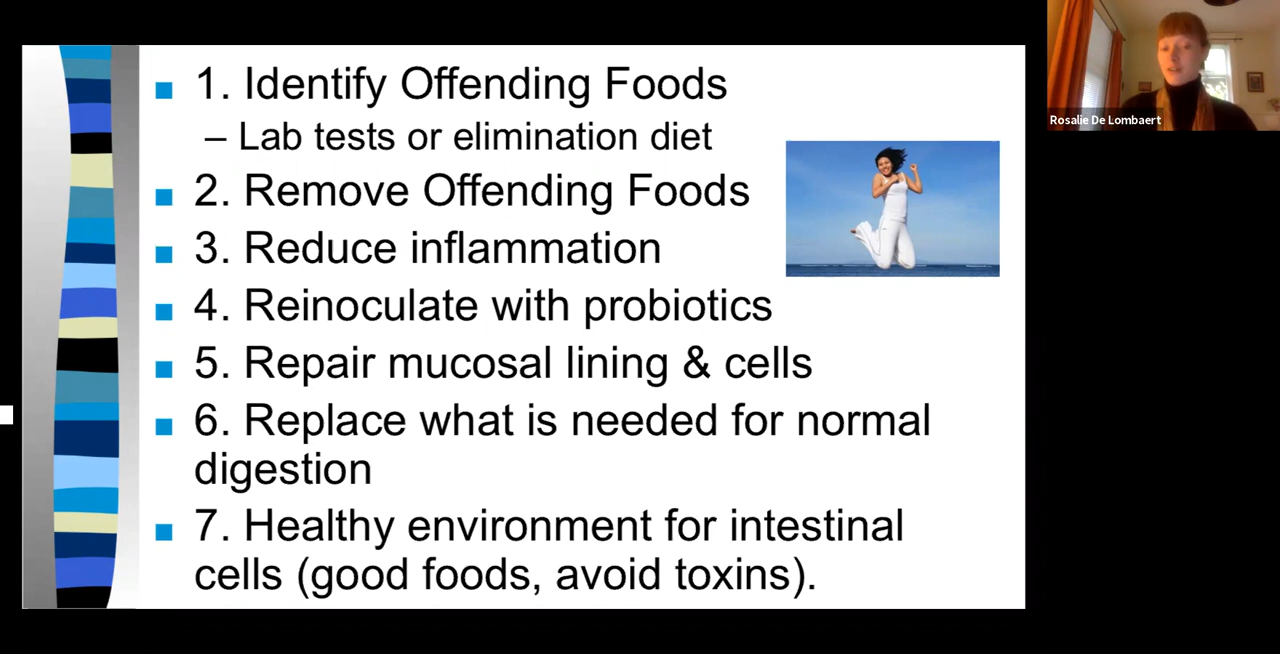 1. Identify Offending Foods
– Lab tests or elimination diet
2. Remove Offending Foods
3. Reduce inflammation
4. Reinoculate with probiotics
5. Repair mucosal lining & cells
6. Replace what is needed for normal
digestion
7. Healthy environment for intestinal
cells (good foods, avoid toxins).
Rosalie De Lombaert